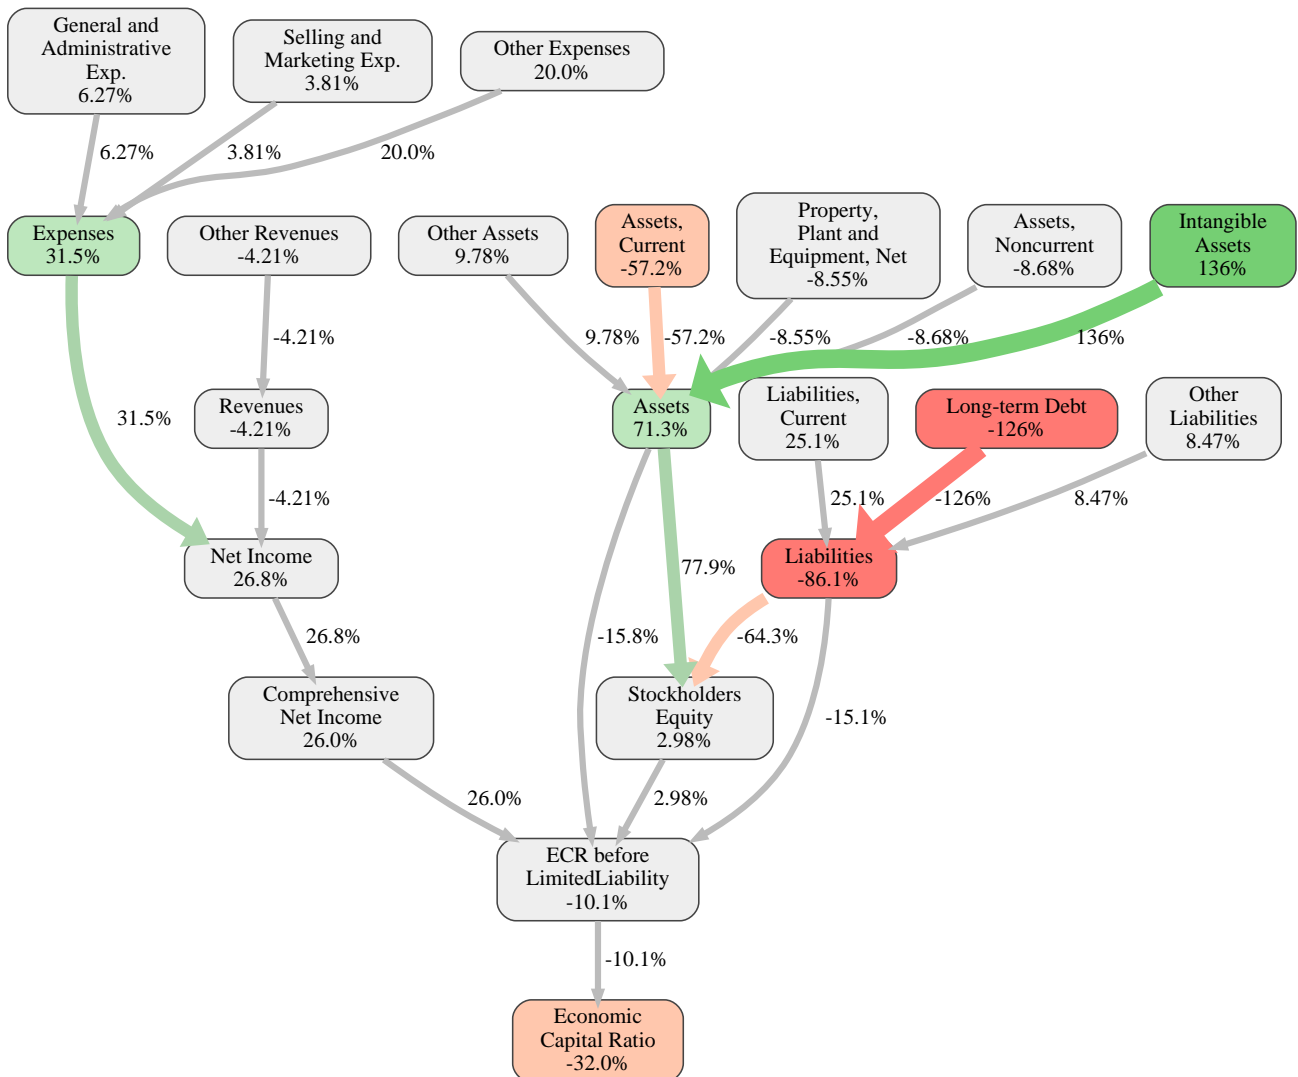 General and
Administrative
Exp.
6.27%
Selling and
Marketing Exp.
3.81%
Other Expenses
20.0%
6.27%
3.81%
20.0%
Expenses
31.5%
Other Revenues
-4.21%
Other Assets
9.78%
Assets,
Current
-57.2%
Property,
Plant and
Equipment, Net
-8.55%
Assets,
Noncurrent
-8.68%
Intangible
Assets
136%
-4.21%
9.78%
-57.2%
-8.55%
-8.68%
136%
31.5%
Revenues
-4.21%
Assets
71.3%
Liabilities,
Current
25.1%
Long-term Debt
-126%
Other
Liabilities
8.47%
-4.21%
25.1%
-126%
8.47%
Net Income
26.8%
77.9%
Liabilities
-86.1%
26.8%
-15.8%
-64.3%
Comprehensive
Net Income
26.0%
Stockholders
Equity
2.98%
-15.1%
26.0%
2.98%
ECR before
LimitedLiability
-10.1%
-10.1%
Economic
Capital Ratio
-32.0%